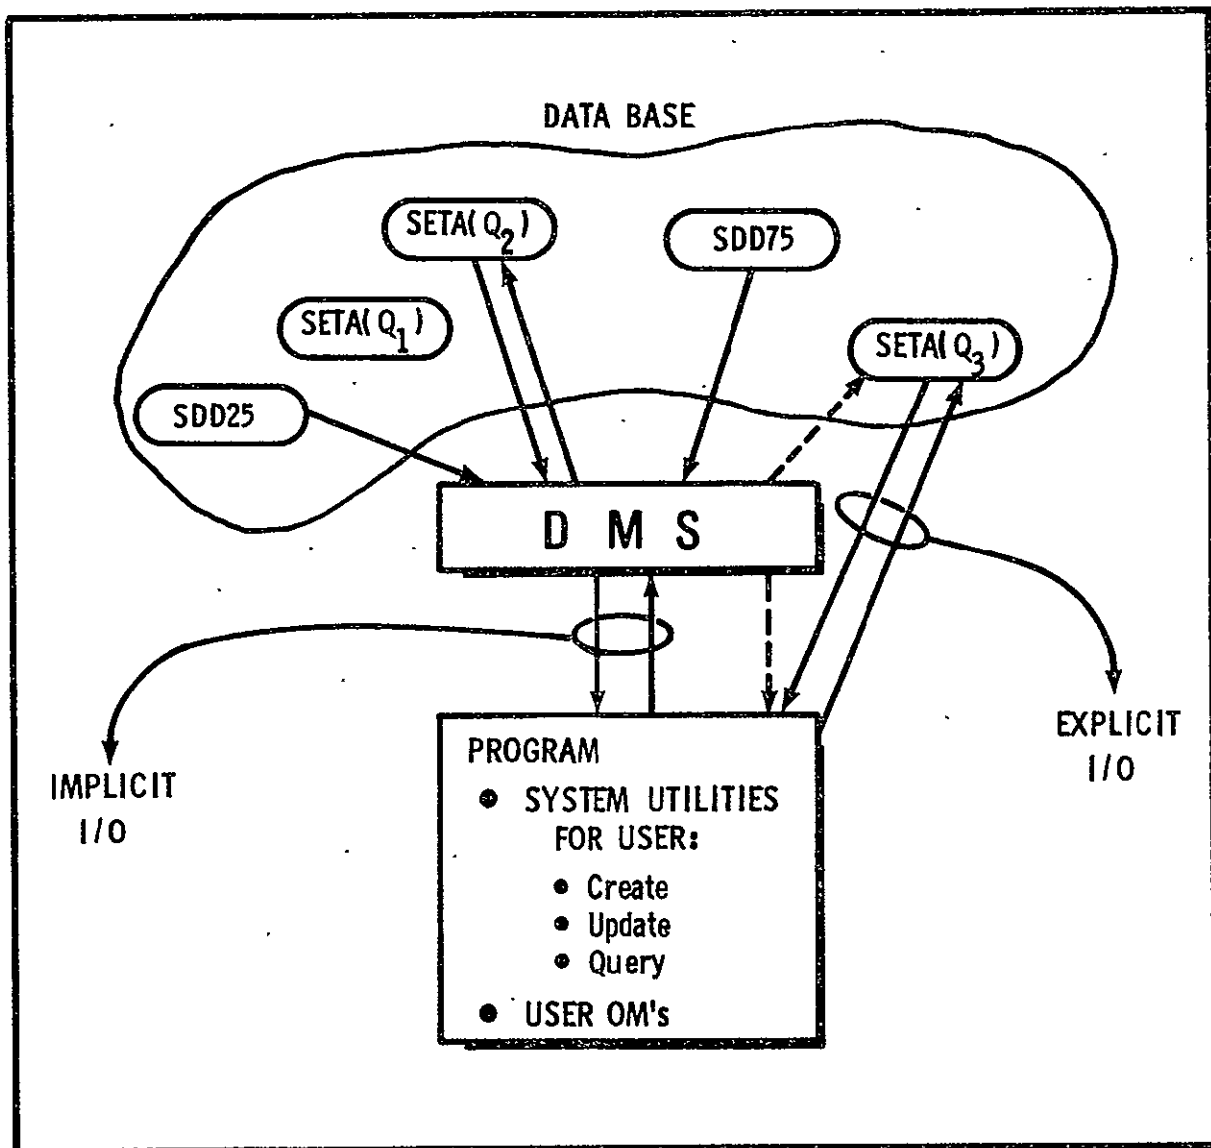 DATA BASE
SETA(Q2)
SDD75
SETA(Q1)
SETA(Q3)
SDD25
D M S
IMPLICIT
I/O
EXPLICIT
I/O
PROGRAM
• SYSTEM UTILITIES
FOR USER:
• Create
• Update
• Query
• USER OM's